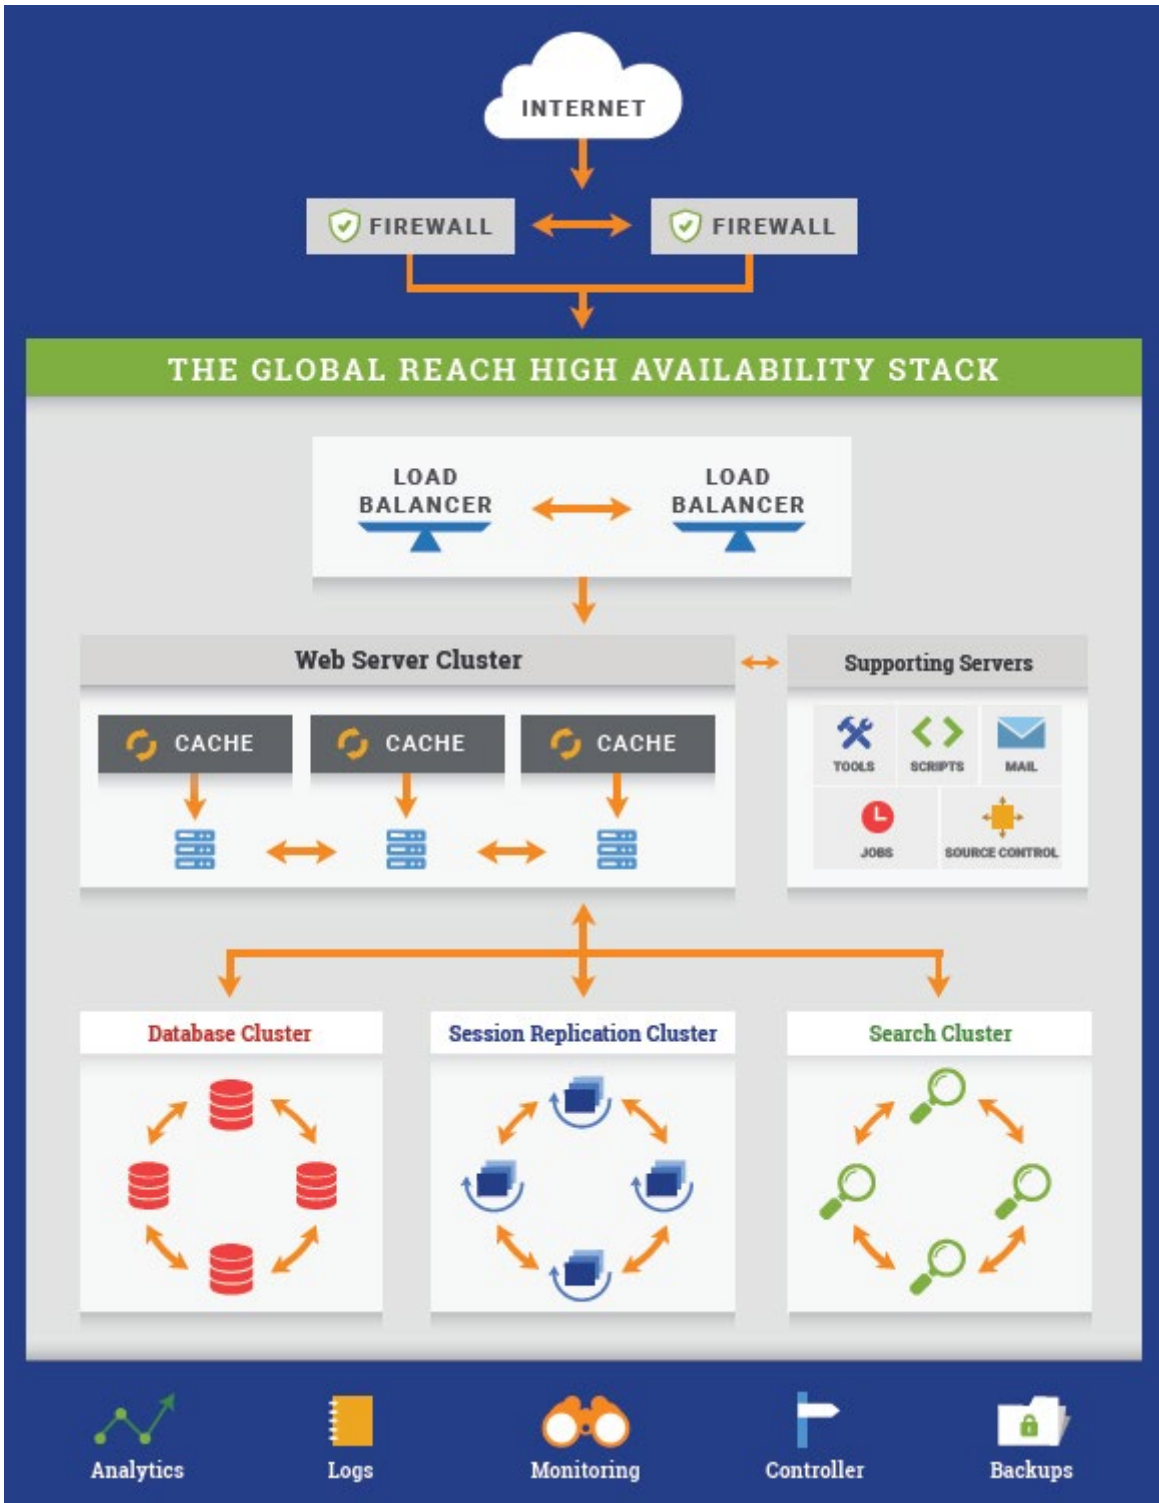 INTERNET
FIREWALL
FIREWALL
THE GLOBAL REACH HIGH AVAILABILITY STACK
LOAD
BALANCER
LOAD
BALANCER
Web Server Cluster
CACHE
CACHE
CACHE
Supporting Servers
TOOLS
SCRIPTS
MAIL
JOBS
SOURCE CONTROL
Database Cluster
Session Replication Cluster
Search Cluster
Analytics
Logs
Monitoring
Controller
Backups